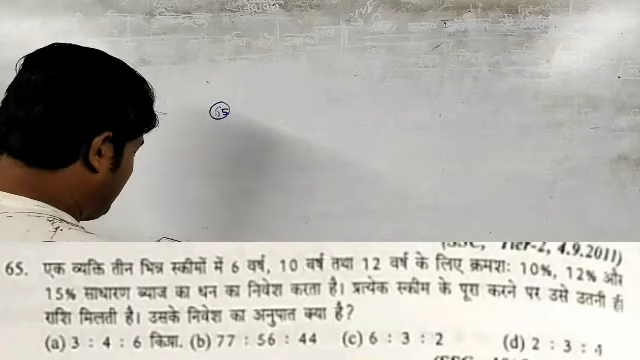 65
(SSC, Tier-2, 4.9.2011)
65. एक व्यक्ति तीन भिन्न स्कीमों में 6 वर्ष, 10 वर्ष तथा 12 वर्ष के लिए क्रमशः 10%, 12% और
15% साधारण ब्याज का धन का निवेश करता है। प्रत्येक स्कीम के पूरा करने पर उसे उतनी ही
राशि मिलती है। उसके निवेश का अनुपात क्या है?
(a) 3 : 4 : 6 किग्रा. (b) 77 : 56 : 44 (c) 6 : 3 : 2 (d) 2 : 3 :